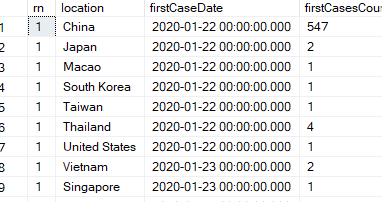 rn location firstCaseDate firstCasesCou
1 1 China 2020-01-22 00:00:00.000 547
2 1 Japan 2020-01-22 00:00:00.000 2
3 1 Macao 2020-01-22 00:00:00.000 1
4 1 South Korea 2020-01-22 00:00:00.000 1
5 1 Taiwan 2020-01-22 00:00:00.000 1
6 1 Thailand 2020-01-22 00:00:00.000 4
7 1 United States 2020-01-22 00:00:00.000 1
8 1 Vietnam 2020-01-23 00:00:00.000 2
9 1 Singapore 2020-01-23 00:00:00.000 1